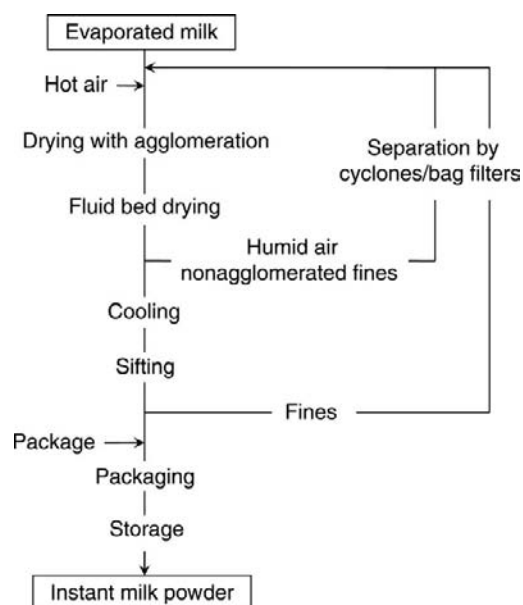 Evaporated milk
Hot air
Drying with agglomeration
Separation by
cyclones/bag filters
Fluid bed drying
Humid air
nonagglomerated fines
Cooling
Sifting
Fines
Package
Packaging
Storage
Instant milk powder